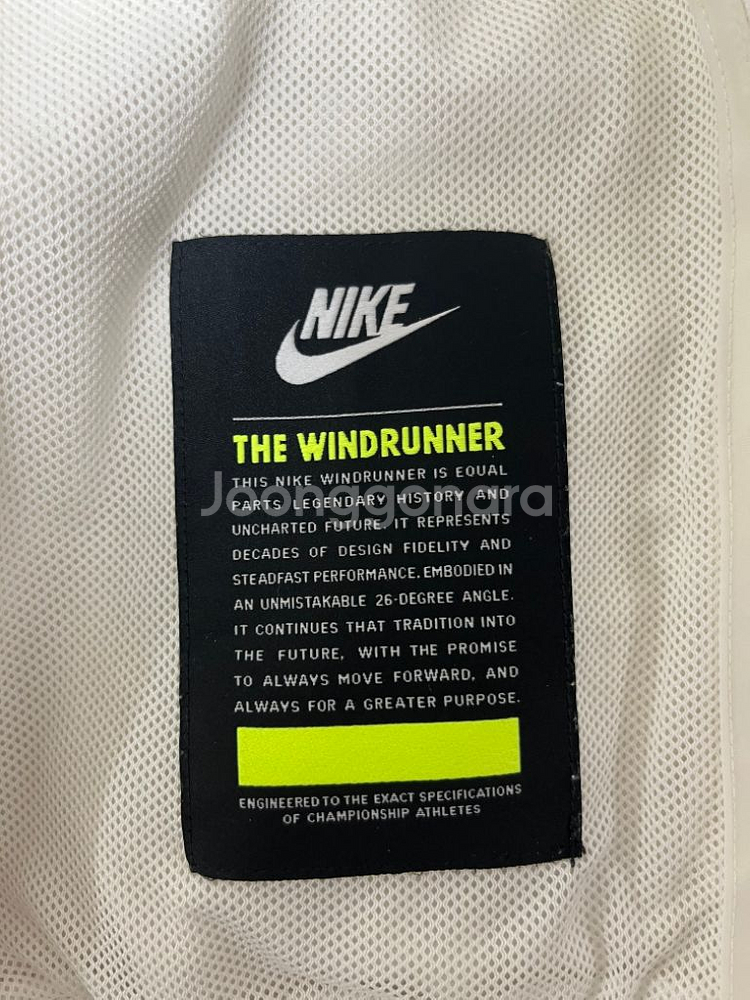 NIKE
THE WINDRUNNER
THIS NIKE WINDRUNNER IS EQUAL
PARTS LEGENDARY HISTORY AND
Joonggonara
UNCHARTED FUTURE. IT REPRESENTS
DECADES OF DESIGN FIDELITY AND
STEADFAST PERFORMANCE. EMBODIED IN
AN UNMISTAKABLE 26-DEGREE ANGLE.
IT CONTINUES THAT TRADITION INTO
THE FUTURE, WITH THE PROMISE
TO ALWAYS MOVE FORWARD, AND
ALWAYS FOR A GREATER PURPOSE.
ENGINEERED TO THE EXACT SPECIFICATIONS
OF CHAMPIONSHIP ATHLETES